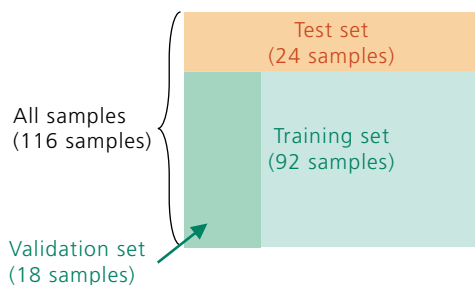 Test set
(24 samples)
All samples
(116 samples)
Training set
(92 samples)
Validation set
(18 samples)